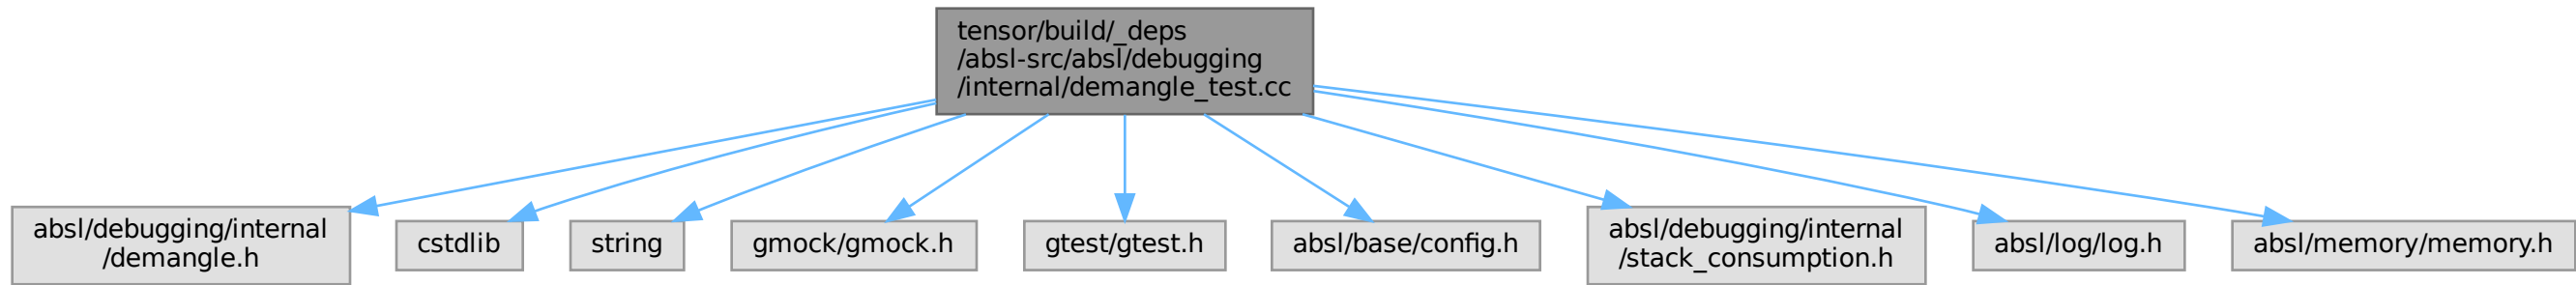 tensor/build/_deps
/absl-src/absl/debugging
/internal/demangle_test.cc
absl/debugging/internal
/demangle.h
cstdlib
string
gmock/gmock.h
gtest/gtest.h
absl/base/config.h
absl/debugging/internal
/stack_consumption.h
absl/log/log.h
absl/memory/memory.h